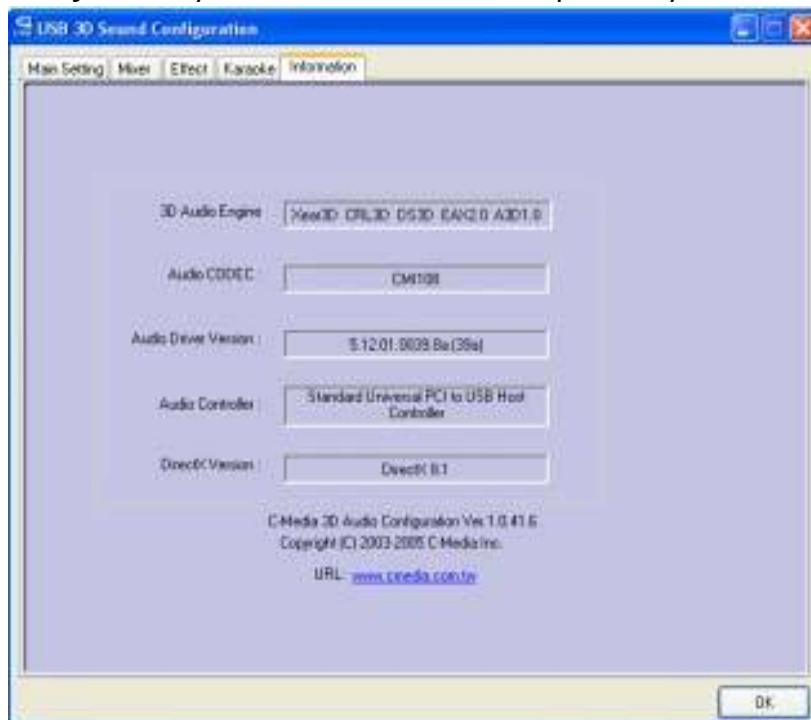 USB 3D Sound Configuration
Main Setting Mixer Effect Karaoke Information
3D Audio Engine Xear3D CRL3D DS3D EAX2.0 A3D1.0
Audio CODEC : CMI108
Audio Driver Version : 5.12.01.0039.8a(39a)
Audio Controller : Standard Universal PCI to USB Host
Controller
DirectX Version : DirectX 8.1
C-Media 3D Audio Configuration Ver. 1.0.41.6
Copyright (C) 2003-2005 C-Media Inc.
URL: www.cmedia.com.tw
OK